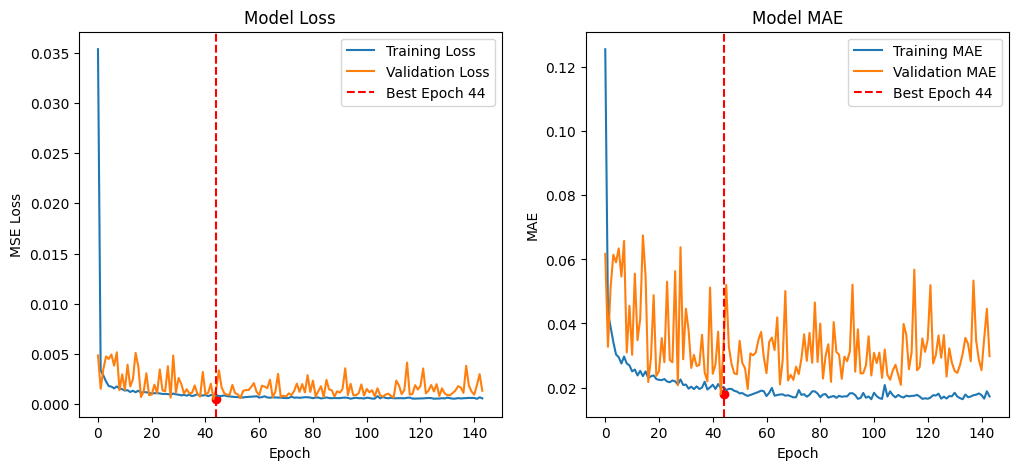 Model Loss
MSE Loss
0.035
0.030
0.025
0.020
0.015
0.010
0.005
0.000
Training Loss
Validation Loss
Best Epoch 44
0 20 40 60 80 100 120 140
Epoch
Model MAE
MAE
0.12
0.10
0.08
0.06
0.04
0.02
Training MAE
Validation MAE
Best Epoch 44
0 20 40 60 80 100 120 140
Epoch